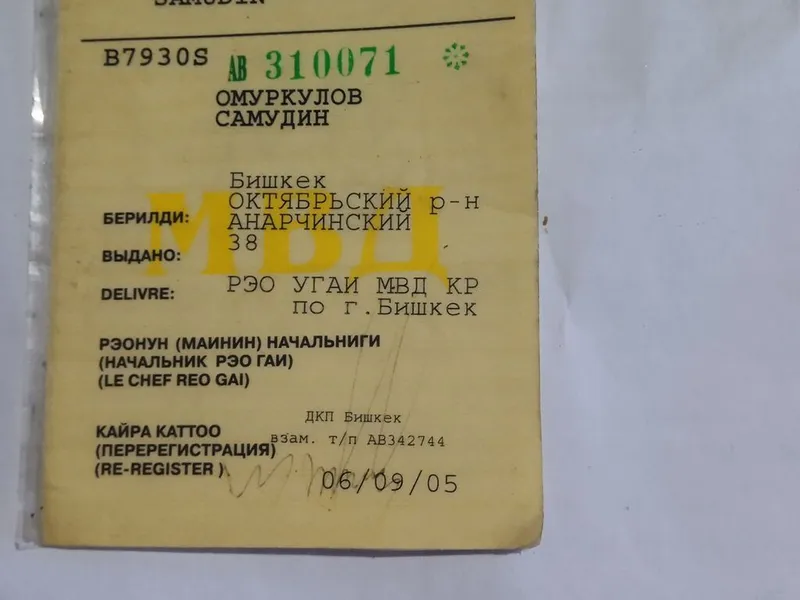 SAMUDIN
B7930S АВ 310071
ОМУРКУЛОВ
САМУДИН
МВД
Бишкек
ОКТЯБРЬСКИЙ р-н
БЕРИЛДИ: АНАРЧИНСКИЙ
ВЫДАНО: 38
DELIVRE: РЭО УГАИ МВД КР
по г.Бишкек
РЭОНУН (МАИНИН) НАЧАЛЬНИГИ
(НАЧАЛЬНИК РЭО ГАИ)
(LE CHEF REO GAI)
ДКП Бишкек
КАЙРА КАТТОО
взам. т/п АВ342744
(ПЕРЕРЕГИСТРАЦИЯ)
(RE-REGISTER) 06/09/05